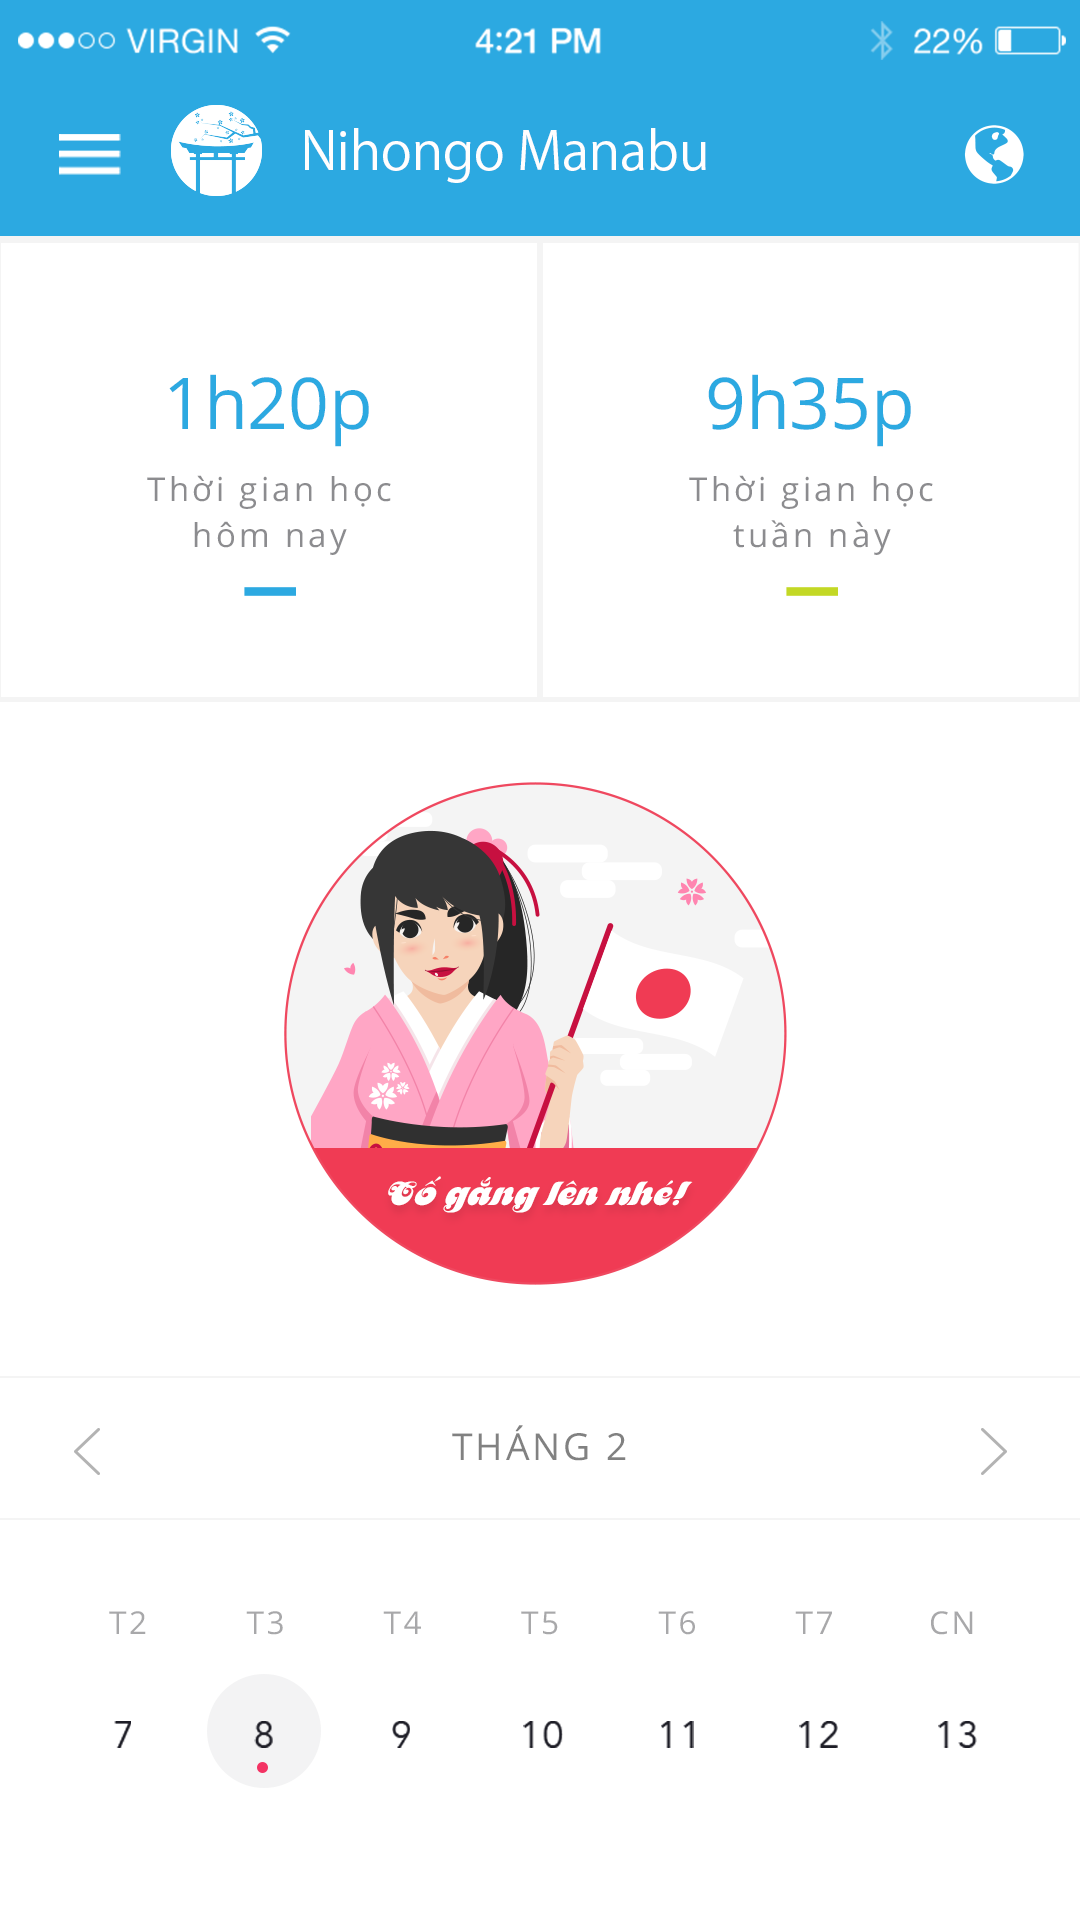 VIRGIN 4:21 PM 22%
Nihongo Manabu
1h20p
Thời gian học
hôm nay
9h35p
Thời gian học
tuần này
Cố gắng lên nhé!
THÁNG 2
T2 T3 T4 T5 T6 T7 CN
7 8 9 10 11 12 13